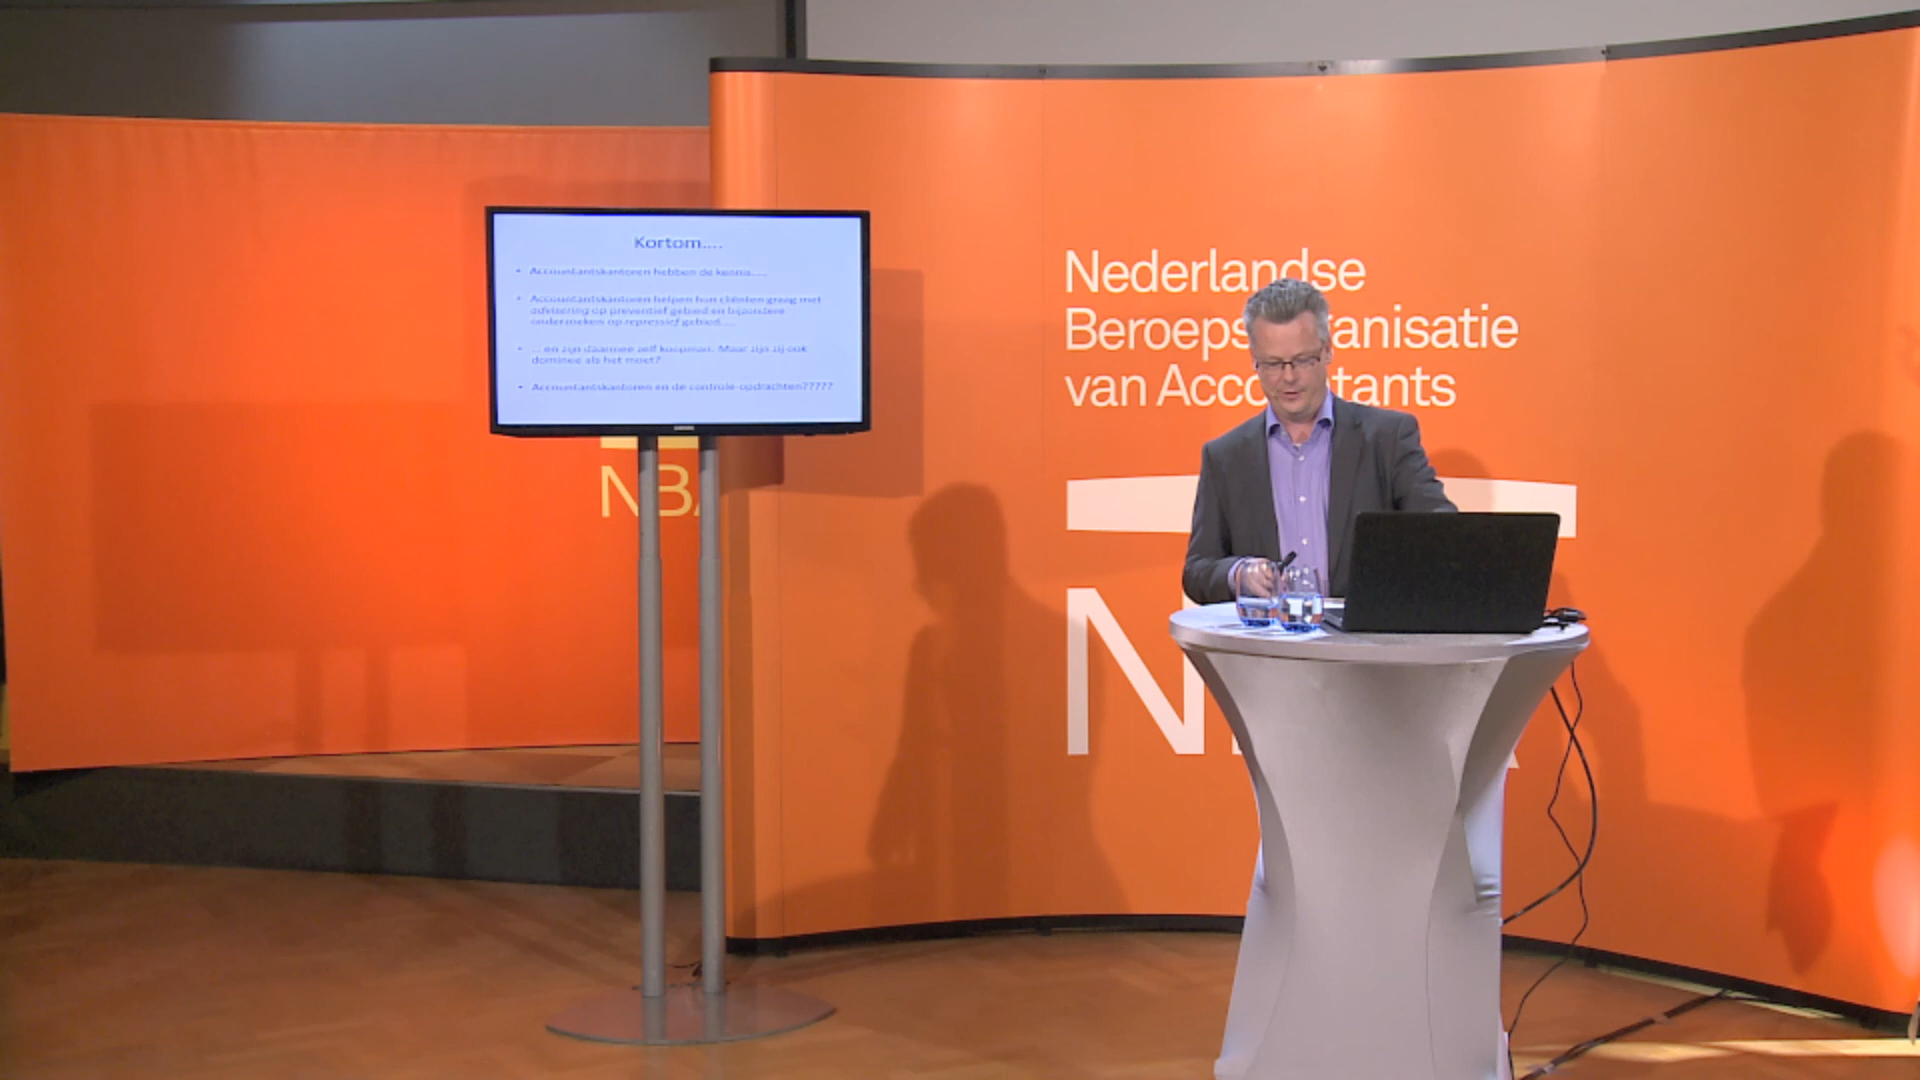 Kortom....
• Accountantskantoren hebben de kennis.....
• Accountantskantoren helpen hun cliënten graag met
advisering op preventief gebied en bijzondere
onderzoeken op repressief gebied.....
• ... en zijn daarmee zelf koopman. Maar zijn zij ook
dominee als het moet?
• Accountantskantoren en de controle-opdrachten?????
SAMSUNG
NBA
Nederlandse
Beroeps anisatie
van Acco tants
N